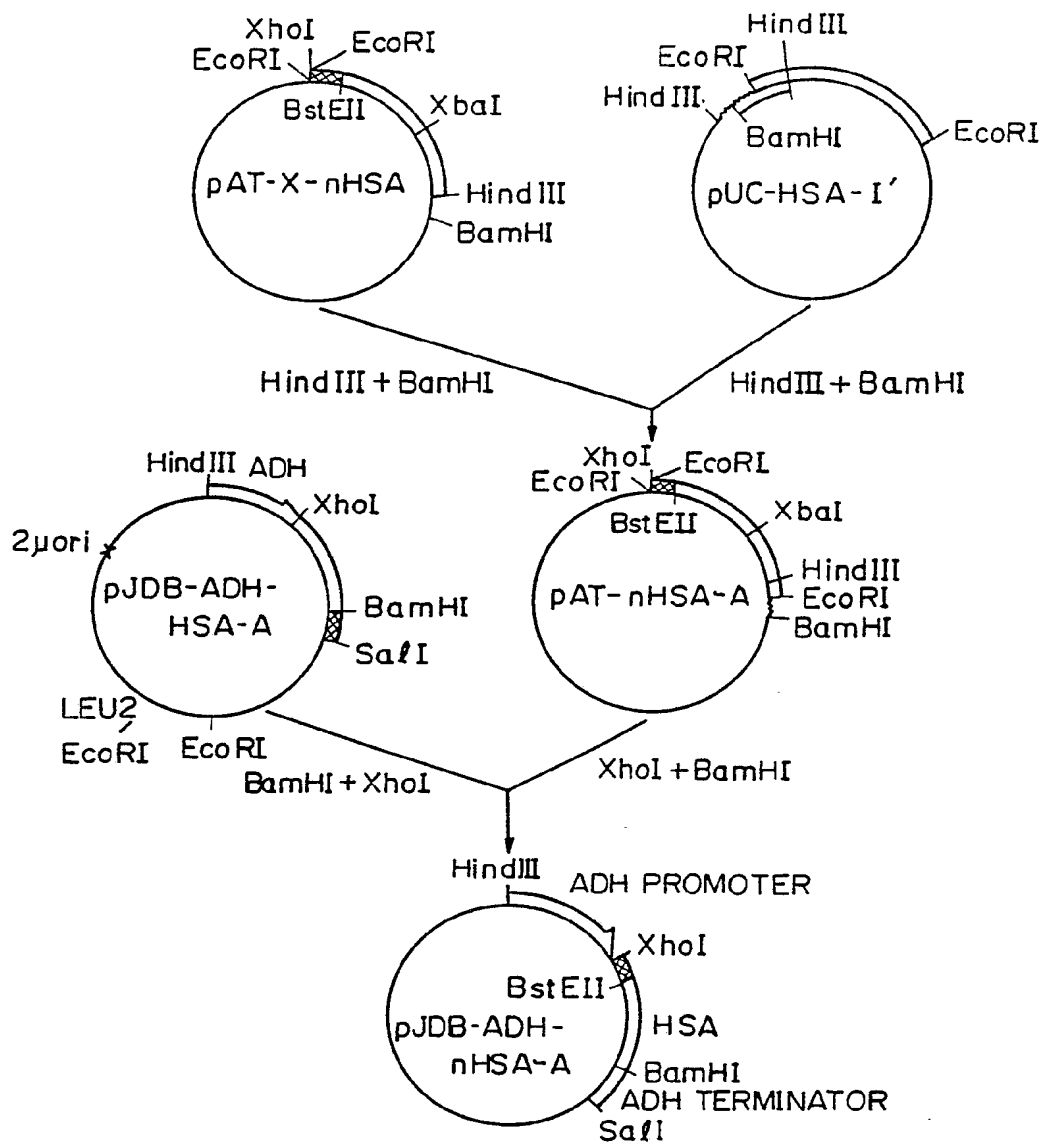 XhoI
EcoRI
EcoRI
BstEII
XbaI
pAT-X-nHSA
HindIII
BamHI
HindIII
EcoRI
HindIII
BamHI
EcoRI
pUC-HSA-I′
HindIII + BamHI
HindIII + BamHI
HindIII
ADH
XhoI
2μori
pJDB-ADH-
HSA-A
BamHI
SalI
LEU2
EcoRI
EcoRI
XhoI
EcoRI
EcoRI
BstEII
XbaI
pAT-nHSA-A
HindIII
EcoRI
BamHI
BamHI + XhoI
XhoI + BamHI
HindIII
ADH PROMOTER
XhoI
BstEII
pJDB-ADH-
nHSA-A
HSA
BamHI
ADH TERMINATOR
SalI